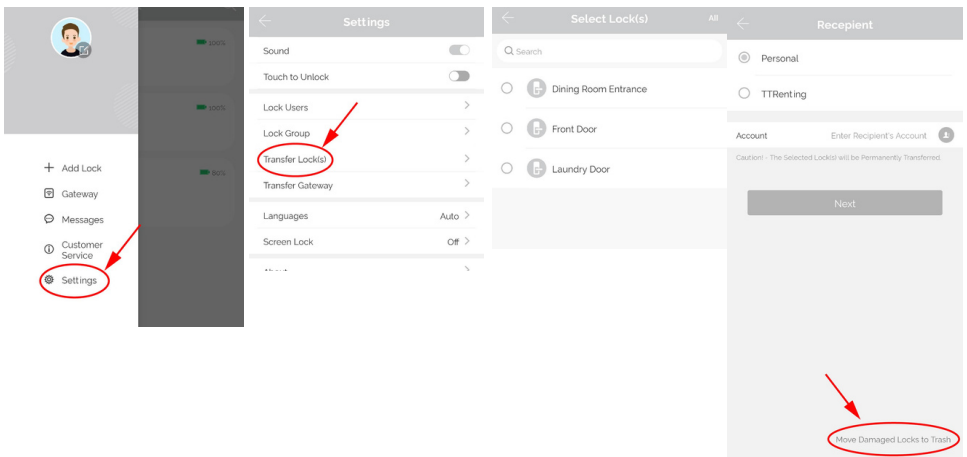 100%
100%
80%
Add Lock
Gateway
Messages
Customer
Service
Settings
Settings
Sound
Touch to Unlock
Lock Users
Lock Group
Transfer Lock(s)
Transfer Gateway
Languages Auto
Screen Lock Off
About
Select Lock(s) All
Search
Dining Room Entrance
Front Door
Laundry Door
Recepient
Personal
TTRenting
Account Enter Recipient's Account
Caution! - The Selected Lock(s) will be Permanently Transferred.
Next
Move Damaged Locks to Trash